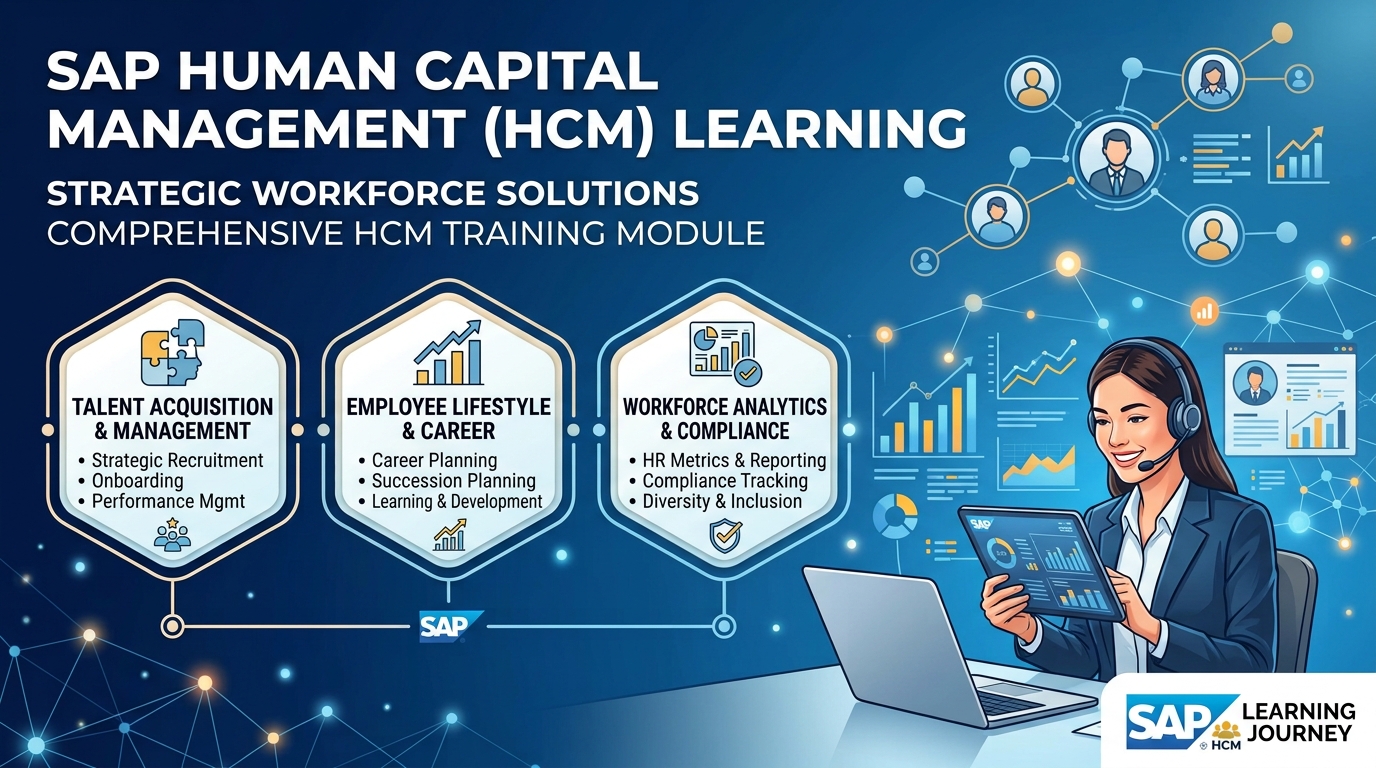 SAP HUMAN CAPITAL
MANAGEMENT (HCM) LEARNING
STRATEGIC WORKFORCE SOLUTIONS
COMPREHENSIVE HCM TRAINING MODULE
TALENT ACQUISITION
& MANAGEMENT
• Strategic Recruitment
• Onboarding
• Performance Mgmt
EMPLOYEE LIFESTYLE
& CAREER
• Career Planning
• Succession Planning
• Learning & Development
WORKFORCE ANALYTICS
& COMPLIANCE
• HR Metrics & Reporting
• Compliance Tracking
• Diversity & Inclusion
SAP
SAP
SAP
HCM
LEARNING
JOURNEY